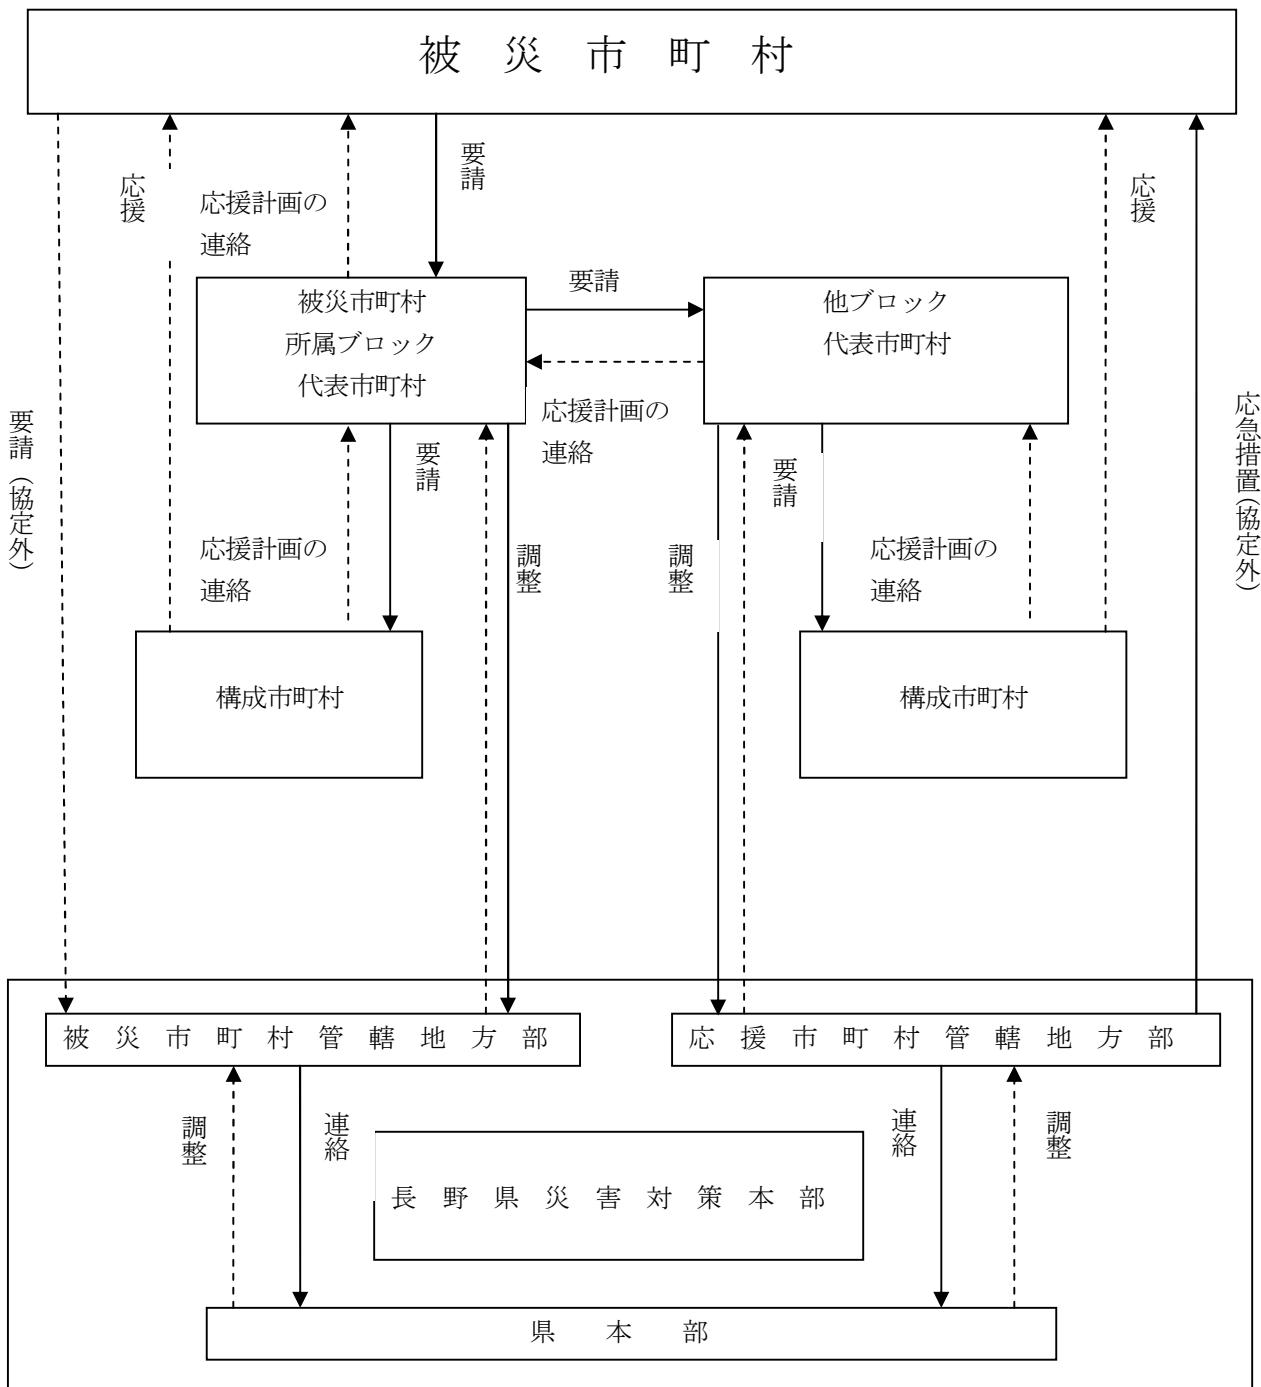 被災市町村
要請
応援
応援計画の
連絡
応援
要請
被災市町村
所属ブロック
代表市町村
他ブロック
代表市町村
応援計画の
連絡
要請（協定外）
応急措置（協定外）
要請
要請
応援計画の
連絡
調整
調整
応援計画の
連絡
構成市町村
構成市町村
被災市町村管轄地方部
応援市町村管轄地方部
調整
連絡
連絡
調整
長野県災害対策本部
県本部